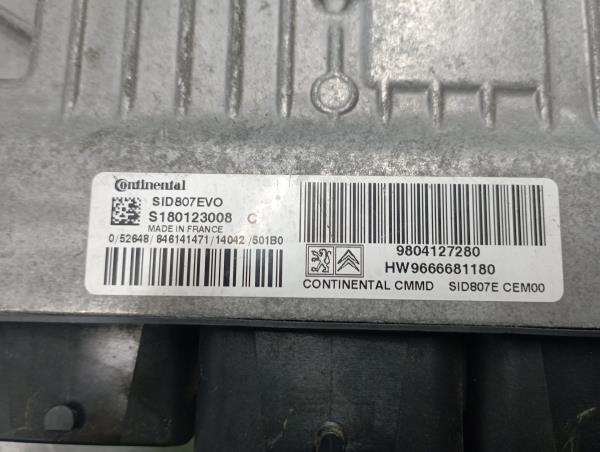 Continental
SID807EVO
S180123008 C
MADE IN FRANCE
0/52648/846141471/14042/501B0
9804127280
HW9666681180
CONTINENTAL CMMD SID807E CEM00